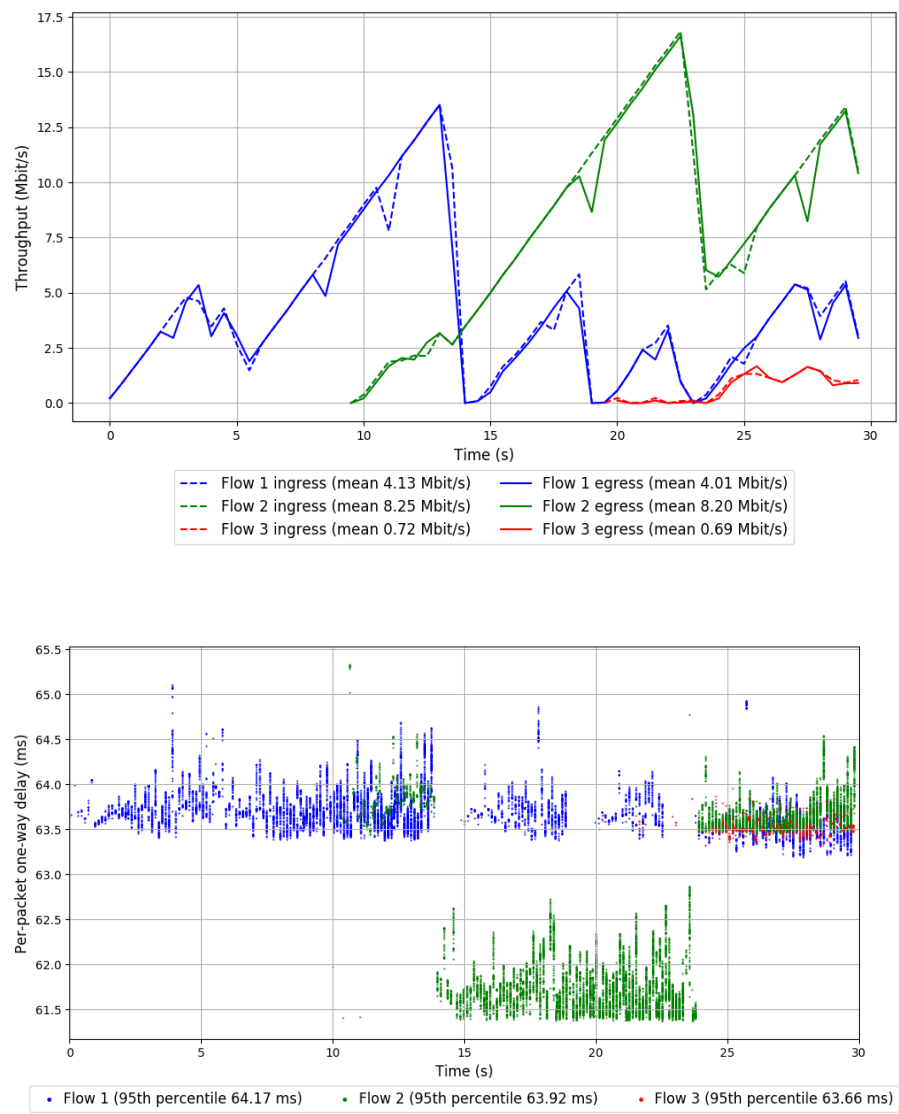 17.5
15.0
12.5
10.0
7.5
5.0
2.5
0.0
Throughput (Mbit/s)
0 5 10 15 20 25 30
Time (s)
Flow 1 ingress (mean 4.13 Mbit/s) Flow 1 egress (mean 4.01 Mbit/s)
Flow 2 ingress (mean 8.25 Mbit/s) Flow 2 egress (mean 8.20 Mbit/s)
Flow 3 ingress (mean 0.72 Mbit/s) Flow 3 egress (mean 0.69 Mbit/s)
65.5
65.0
64.5
64.0
63.5
63.0
62.5
62.0
61.5
Per-packet one-way delay (ms)
0 5 10 15 20 25 30
Time (s)
Flow 1 (95th percentile 64.17 ms) Flow 2 (95th percentile 63.92 ms) Flow 3 (95th percentile 63.66 ms)